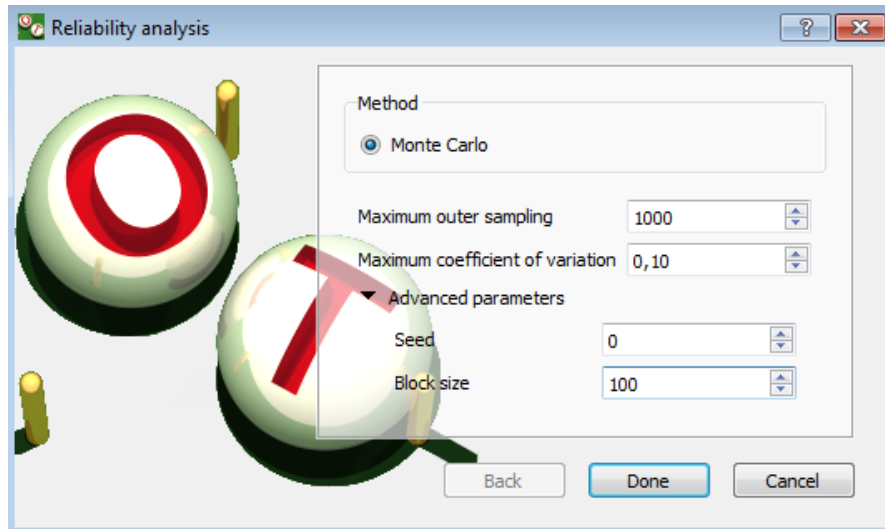 Reliability analysis
Method
Monte Carlo
Maximum outer sampling 1000
Maximum coefficient of variation 0,10
Advanced parameters
Seed 0
Block size 100
Back Done Cancel
O
T